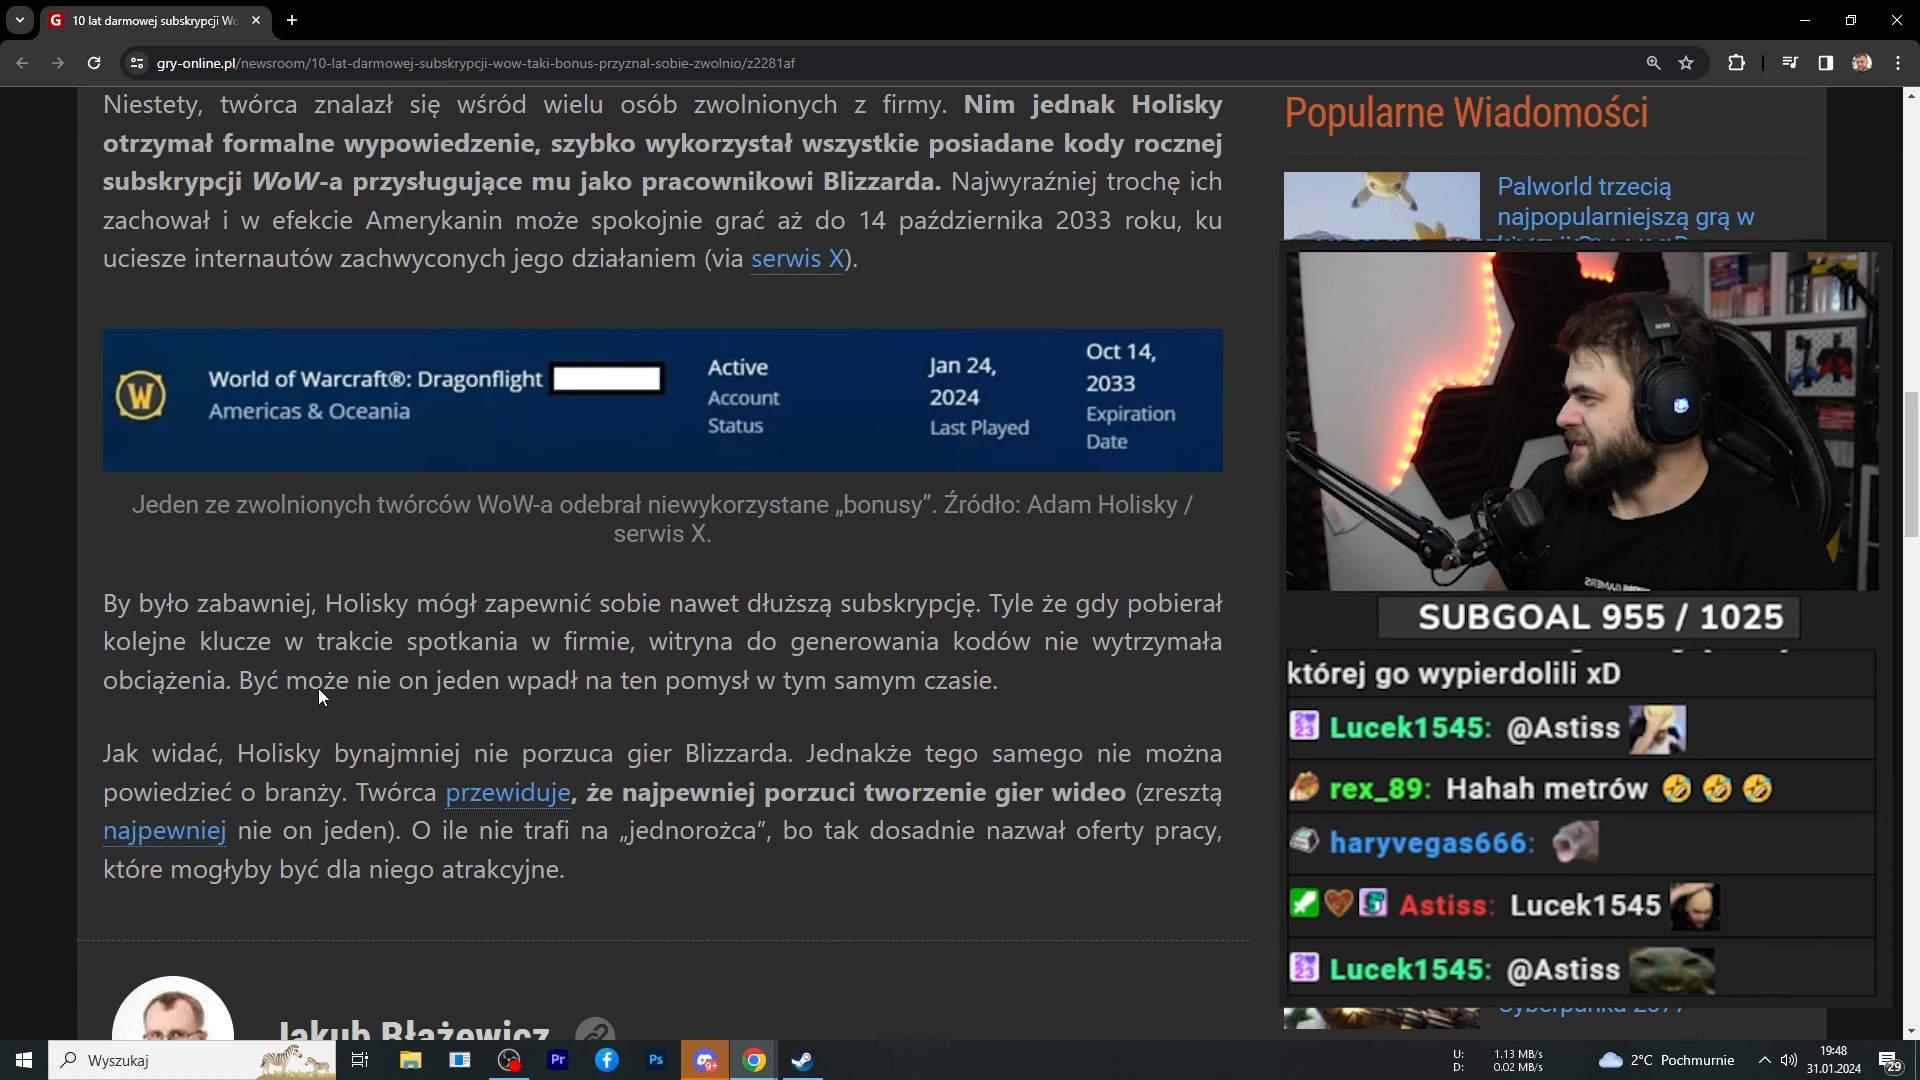 10 lat darmowej subskrypcji Wo
gry-online.pl/newsroom/10-lat-darmowej-subskrypcji-wow-taki-bonus-przyznal-sobie-zwolnio/z2281af
Niestety, twórca znalazł się wśród wielu osób zwolnionych z firmy. Nim jednak Holisky
otrzymał formalne wypowiedzenie, szybko wykorzystał wszystkie posiadane kody rocznej
subskrypcji WoW-a przysługujące mu jako pracownikowi Blizzarda. Najwyraźniej trochę ich
zachował i w efekcie Amerykanin może spokojnie grać aż do 14 października 2033 roku, ku
uciesze internautów zachwyconych jego działaniem (via serwis X).
World of Warcraft®: Dragonflight
Americas & Oceania
Active
Account
Status
Jan 24,
2024
Last Played
Oct 14,
2033
Expiration
Date
Jeden ze zwolnionych twórców WoW-a odebrał niewykorzystane „bonusy”. Źródło: Adam Holisky /
serwis X.
By było zabawniej, Holisky mógł zapewnić sobie nawet dłuższą subskrypcję. Tyle że gdy pobierał
kolejne klucze w trakcie spotkania w firmie, witryna do generowania kodów nie wytrzymała
obciążenia. Być może nie on jeden wpadł na ten pomysł w tym samym czasie.
Jak widać, Holisky bynajmniej nie porzuca gier Blizzarda. Jednakże tego samego nie można
powiedzieć o branży. Twórca przewiduje, że najpewniej porzuci tworzenie gier wideo (zresztą
najpewniej nie on jeden). O ile nie trafi na „jednorożca”, bo tak dosadnie nazwał oferty pracy,
które mogłyby być dla niego atrakcyjne.
Jakub Błażewicz
Popularne Wiadomości
Palworld trzecią
najpopularniejszą grą w
SUBGOAL 955 / 1025
której go wypierdolili xD
Lucek1545: @Astiss
rex_89: Hahah metrów 🤣 🤣 🤣
haryvegas666:
Astiss: Lucek1545
Lucek1545: @Astiss
Cyberpunka 2077
Wyszukaj
U: 1.13 MB/s
D: 0.02 MB/s
2°C Pochmurnie
19:48
31.01.2024
29